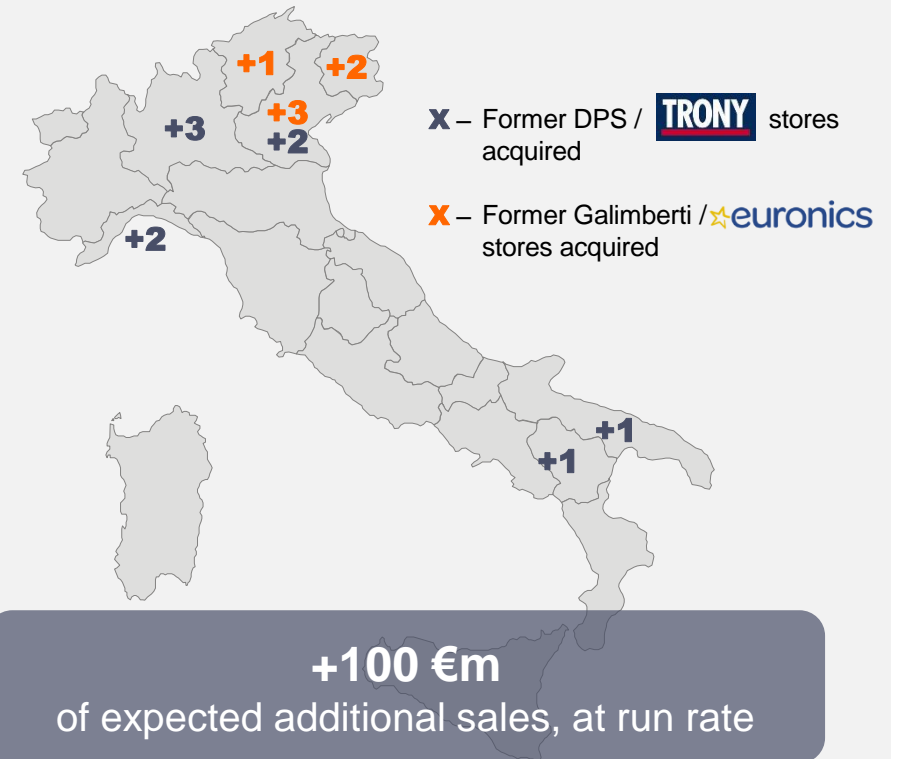 +1
+2
+3
+3
+2
+2
X – Former DPS / TRONY stores
acquired
X – Former Galimberti / euronics
stores acquired
+1
+1
+100 €m
of expected additional sales, at run rate